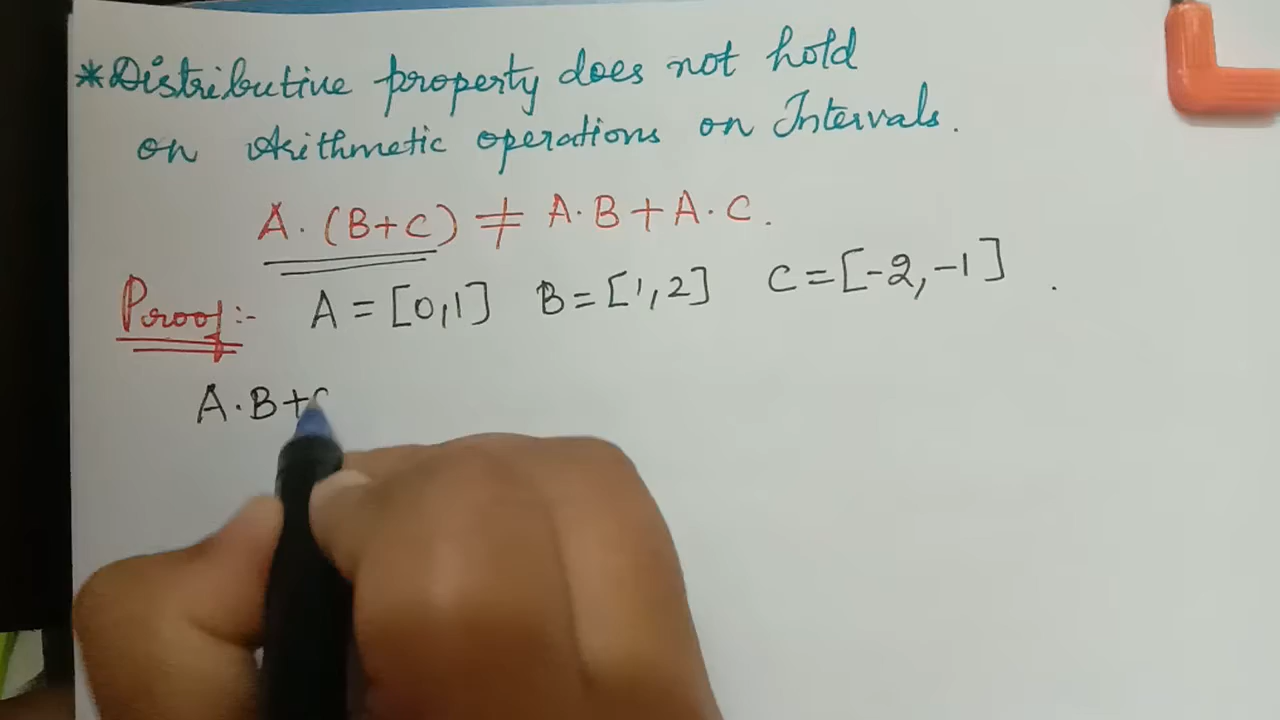 *Distributive property does not hold
on Arithmetic operations on Intervals.
A·(B+C) ≠ A·B+A·C.
Proof:- A=[0,1] B=[1,2] C=[-2,-1] .
A·B+C